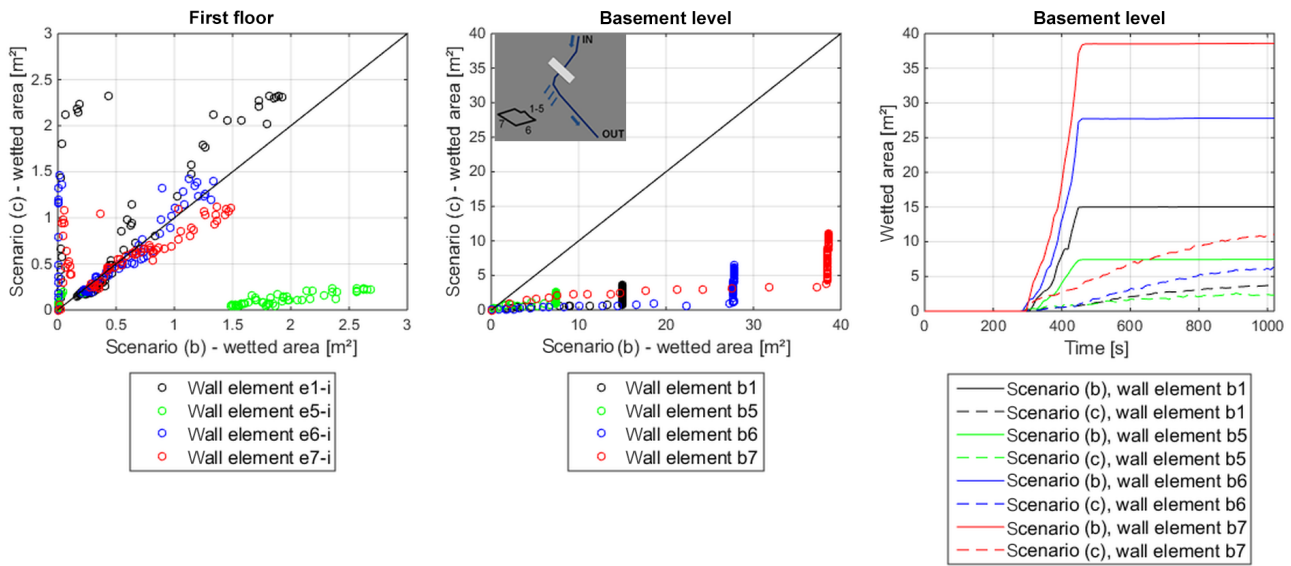 First floor
3
2.5
2
1.5
1
0.5
0
0 0.5 1 1.5 2 2.5 3
Scenario (c) - wetted area [m²]
Scenario (b) - wetted area [m²]
Wall element e1-i
Wall element e5-i
Wall element e6-i
Wall element e7-i
Basement level
40
35
30
25
20
15
10
5
0
0 10 20 30 40
Scenario (c) - wetted area [m²]
Scenario (b) - wetted area [m²]
IN
1-5
7
6
OUT
Wall element b1
Wall element b5
Wall element b6
Wall element b7
Basement level
40
35
30
25
20
15
10
5
0
0 200 400 600 800 1000
Wetted area [m²]
Time [s]
Scenario (b), wall element b1
Scenario (c), wall element b1
Scenario (b), wall element b5
Scenario (c), wall element b5
Scenario (b), wall element b6
Scenario (c), wall element b6
Scenario (b), wall element b7
Scenario (c), wall element b7